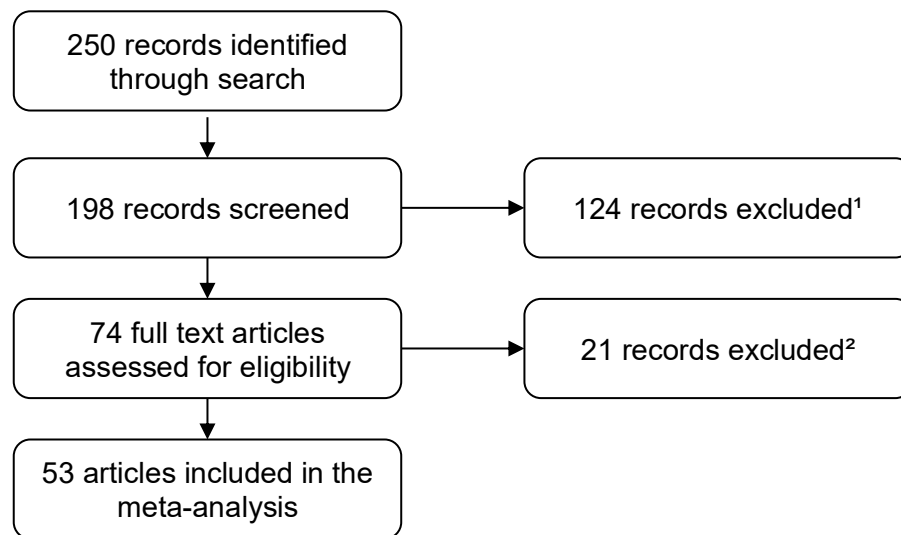 250 records identified
through search
198 records screened
124 records excluded¹
74 full text articles
assessed for eligibility
21 records excluded²
53 articles included in the
meta-analysis